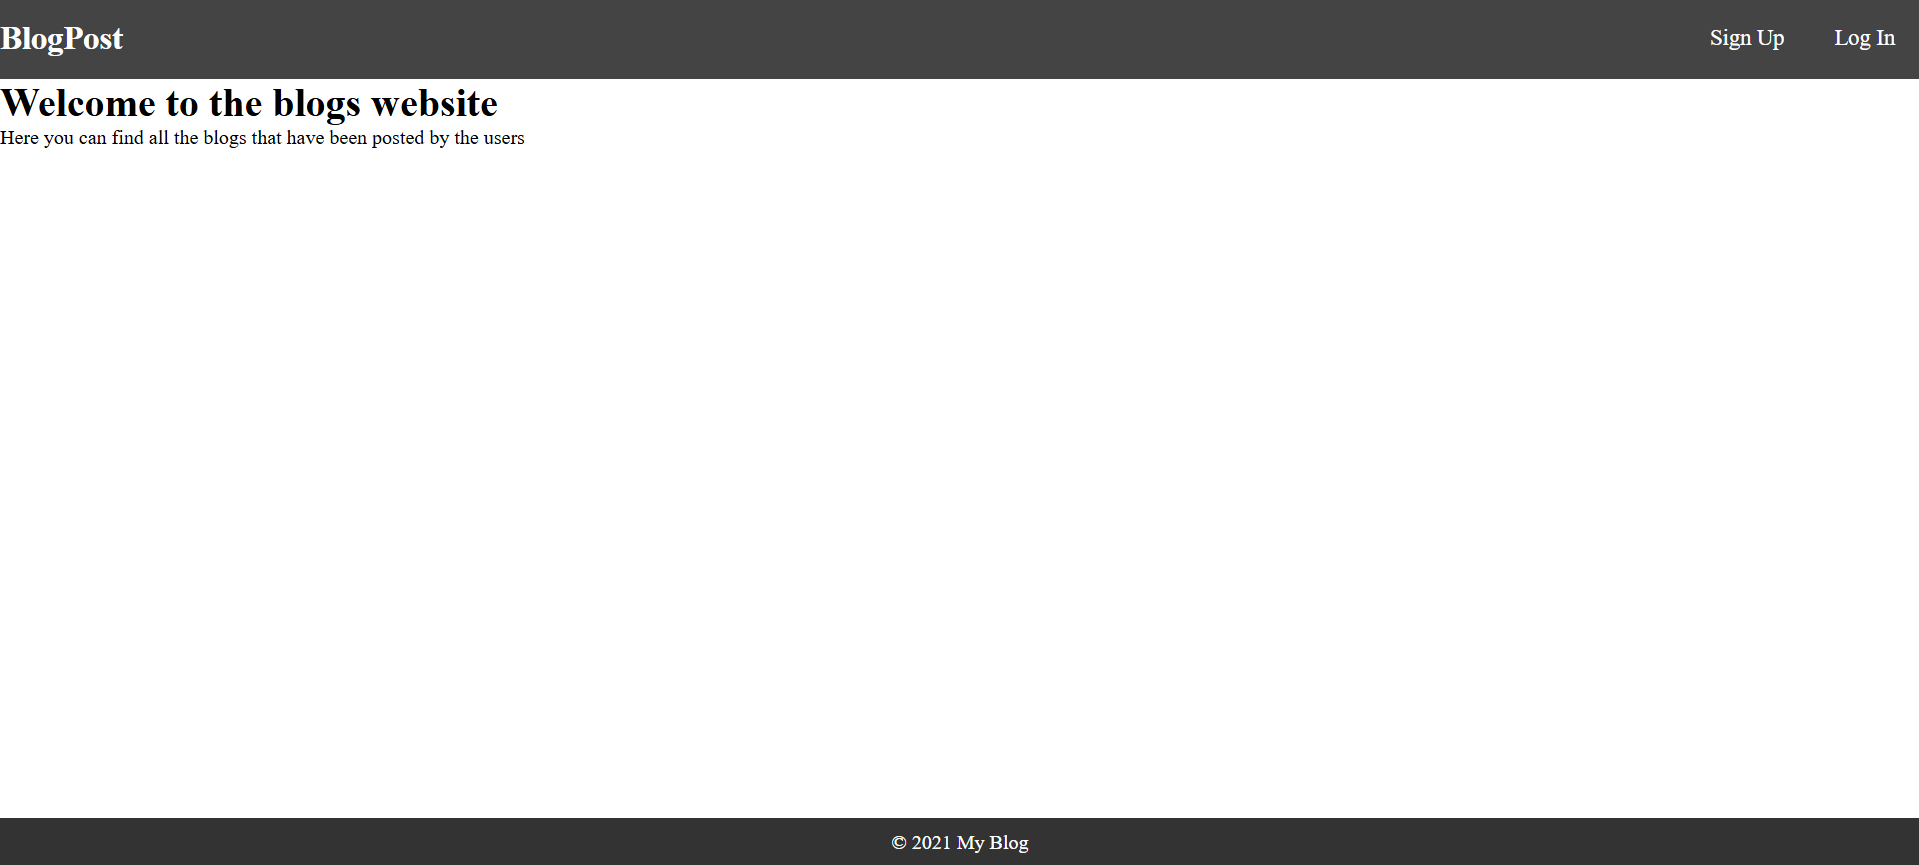 BlogPost Sign Up Log In
Welcome to the blogs website
Here you can find all the blogs that have been posted by the users
© 2021 My Blog